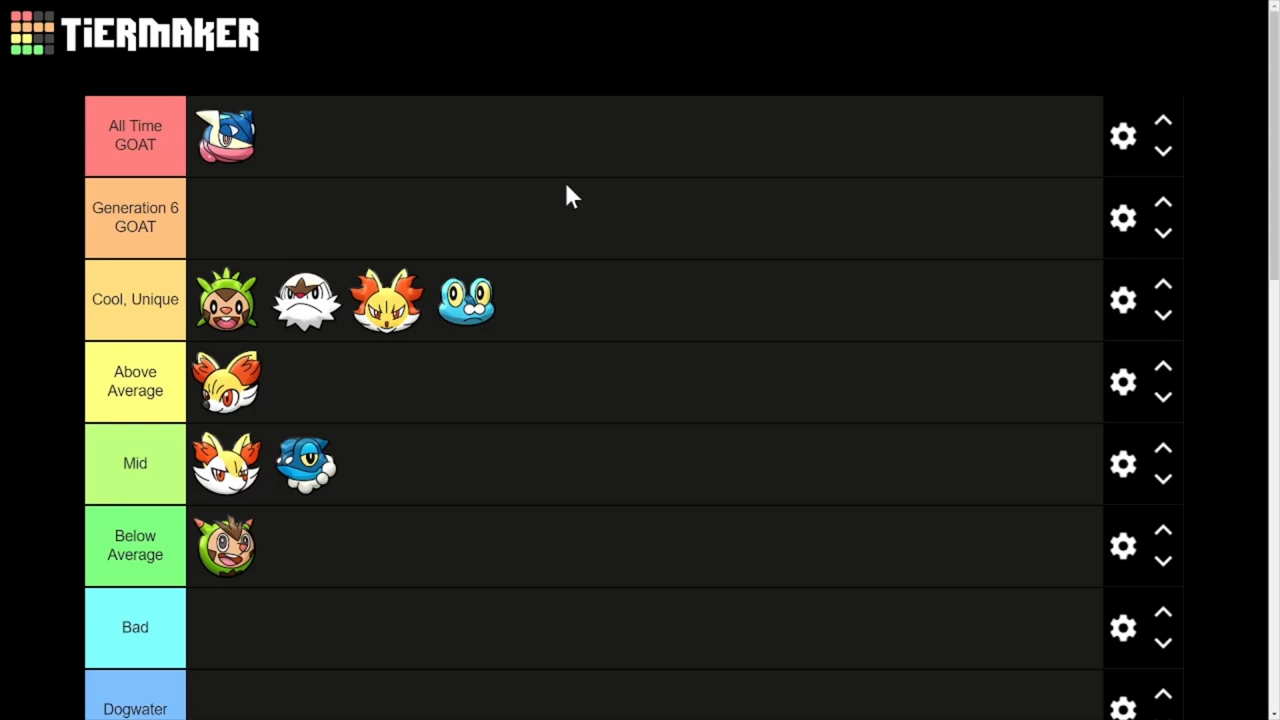 TiERMAKER
All Time
GOAT
Generation 6
GOAT
Cool, Unique
Above
Average
Mid
Below
Average
Bad
Dogwater